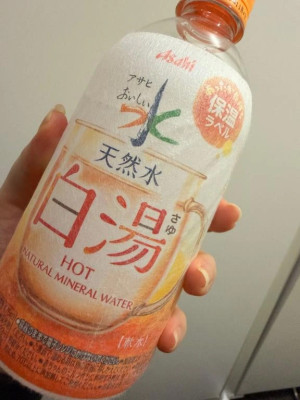 Asahi
アサヒ
おいしい
水
保温
ラベル
天然水
さゆ
白湯
HOT
NATURAL MINERAL WATER